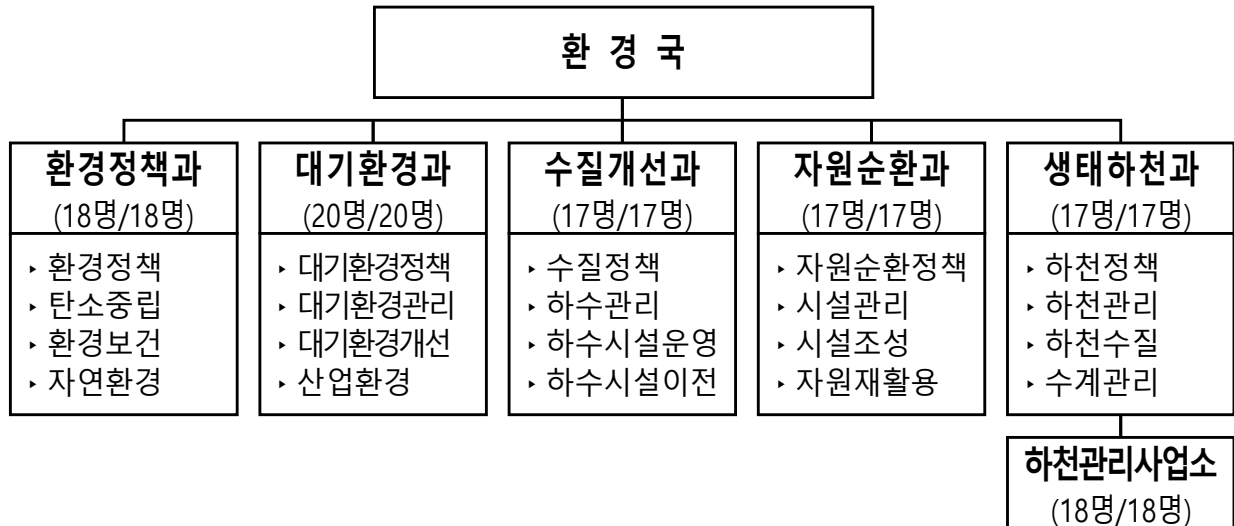 환 경 국
환경정책과
(18명/18명)
‣ 환경정책
‣ 탄소중립
‣ 환경보건
‣ 자연환경
대기환경과
(20명/20명)
‣ 대기환경정책
‣ 대기환경관리
‣ 대기환경개선
‣ 산업환경
수질개선과
(17명/17명)
‣ 수질정책
‣ 하수관리
‣ 하수시설운영
‣ 하수시설이전
자원순환과
(17명/17명)
‣ 자원순환정책
‣ 시설관리
‣ 시설조성
‣ 자원재활용
생태하천과
(17명/17명)
‣ 하천정책
‣ 하천관리
‣ 하천수질
‣ 수계관리
하천관리사업소
(18명/18명)